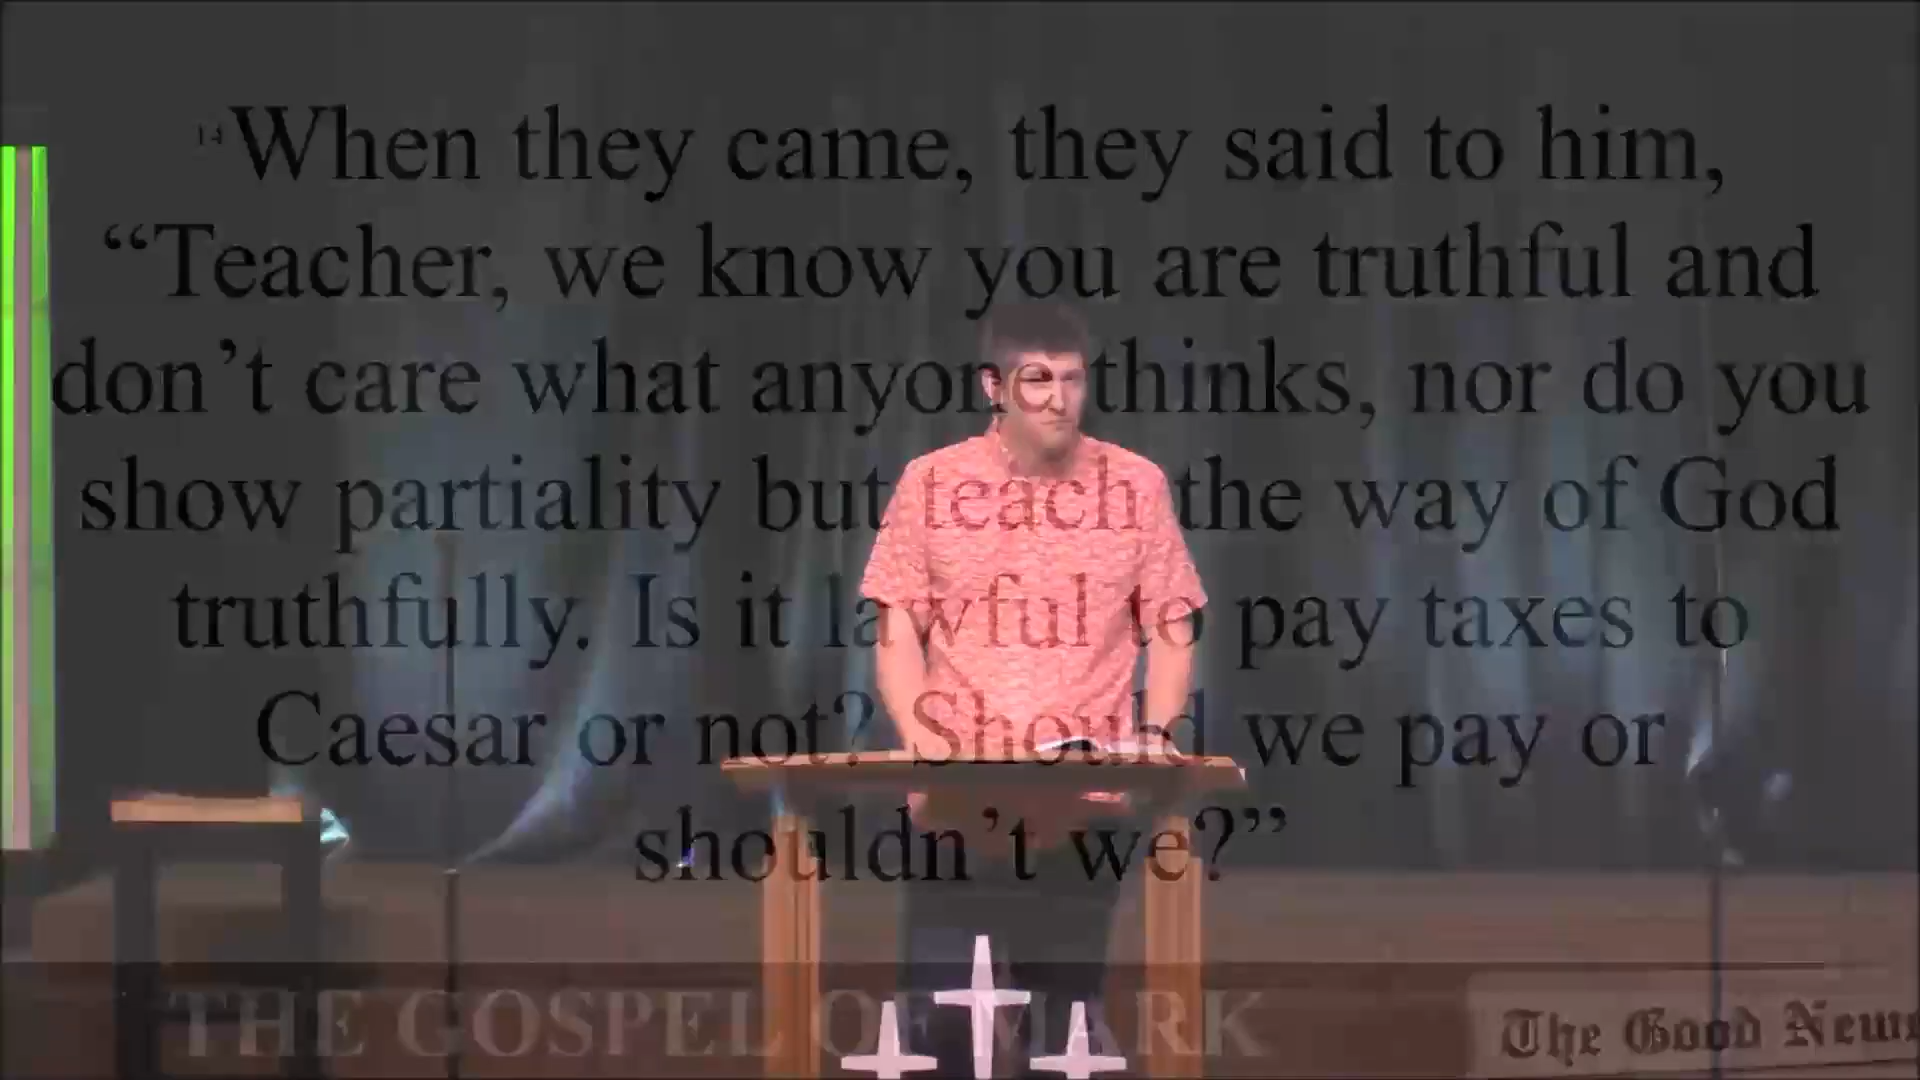 14 When they came, they said to him,
“Teacher, we know you are truthful and
don’t care what anyone thinks, nor do you
show partiality but teach the way of God
truthfully. Is it lawful to pay taxes to
Caesar or not? Should we pay or
shouldn’t we?”
THE GOSPEL OF MARK
The Good News